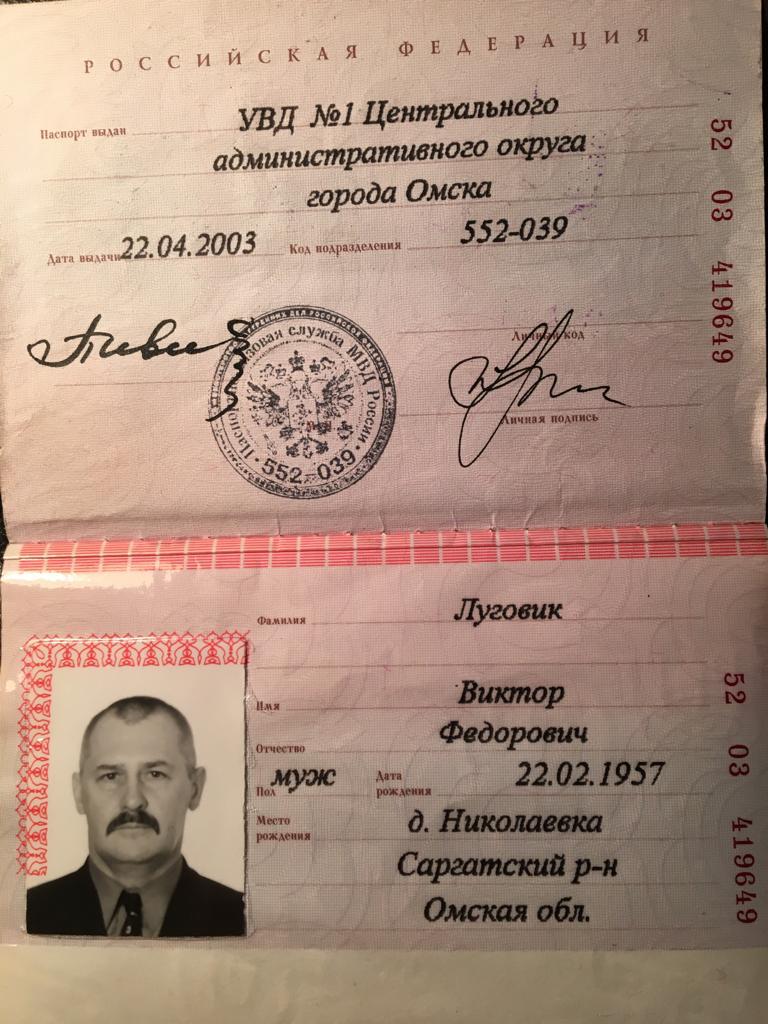 РОССИЙСКАЯ ФЕДЕРАЦИЯ
Паспорт выдан УВД №1 Центрального
административного округа
города Омска
Дата выдачи 22.04.2003 Код подразделения 552-039
52 03 419649
Личный код
Личная подпись
Паспортно-визовая служба МВД России
552 039
Фамилия Луговик
Имя Виктор
Отчество Федорович
Пол муж Дата рождения 22.02.1957
Место рождения д. Николаевка
Саргатский р-н
Омская обл.
52 03 419649